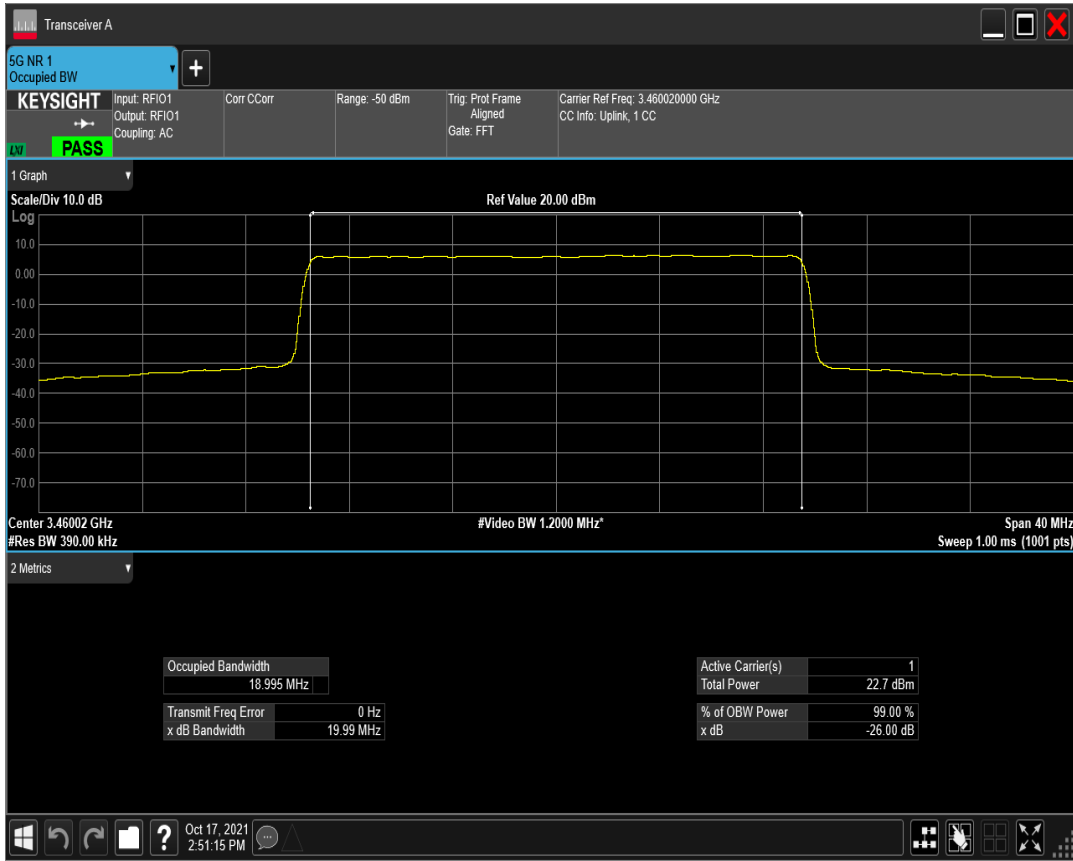 Transceiver A
5G NR 1
Occupied BW
+
KEYSIGHT
LXI
PASS
Input: RFIO1
Output: RFIO1
Coupling: AC
Corr CCorr
Range: -50 dBm
Trig: Prot Frame
Aligned
Gate: FFT
Carrier Ref Freq: 3.460020000 GHz
CC Info: Uplink, 1 CC
1 Graph
Scale/Div 10.0 dB
Ref Value 20.00 dBm
Log
10.0
0.00
-10.0
-20.0
-30.0
-40.0
-50.0
-60.0
-70.0
Center 3.46002 GHz
#Video BW 1.2000 MHz*
Span 40 MHz
#Res BW 390.00 kHz
Sweep 1.00 ms (1001 pts)
2 Metrics
Occupied Bandwidth
18.995 MHz
Transmit Freq Error 0 Hz
x dB Bandwidth 19.99 MHz
Active Carrier(s) 1
Total Power 22.7 dBm
% of OBW Power 99.00 %
x dB -26.00 dB
?
Oct 17, 2021
2:51:15 PM